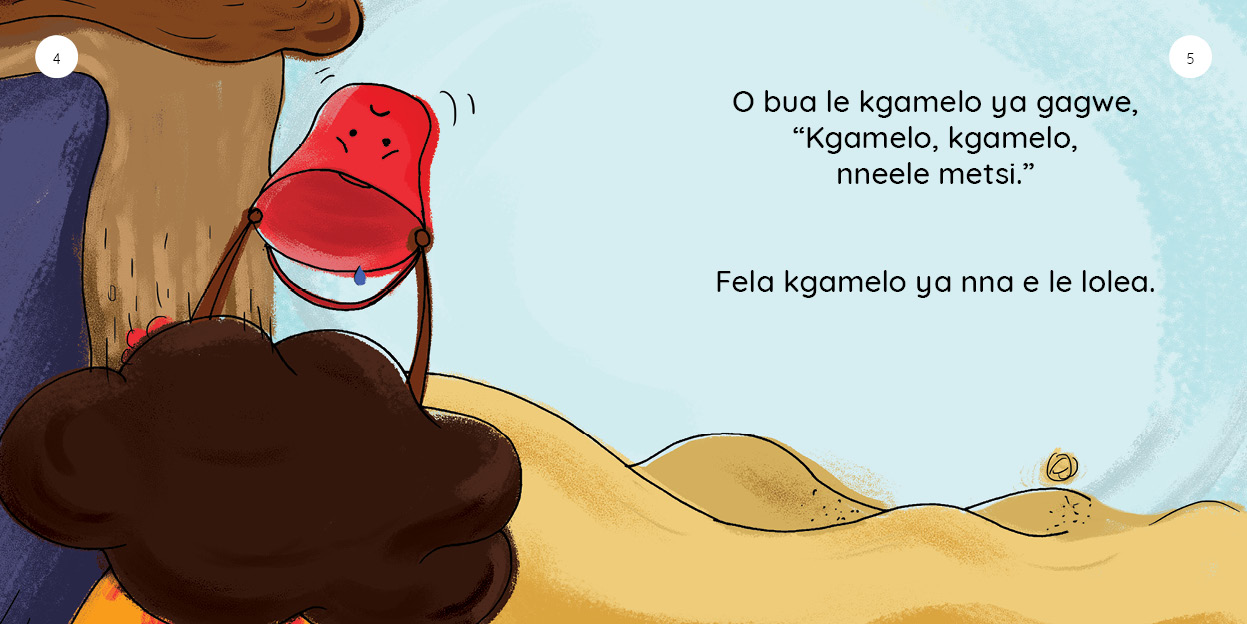 4
5
O bua le kgamelo ya gagwe,
“Kgamelo, kgamelo,
nneele metsi.”
Fela kgamelo ya nna e le lolea.